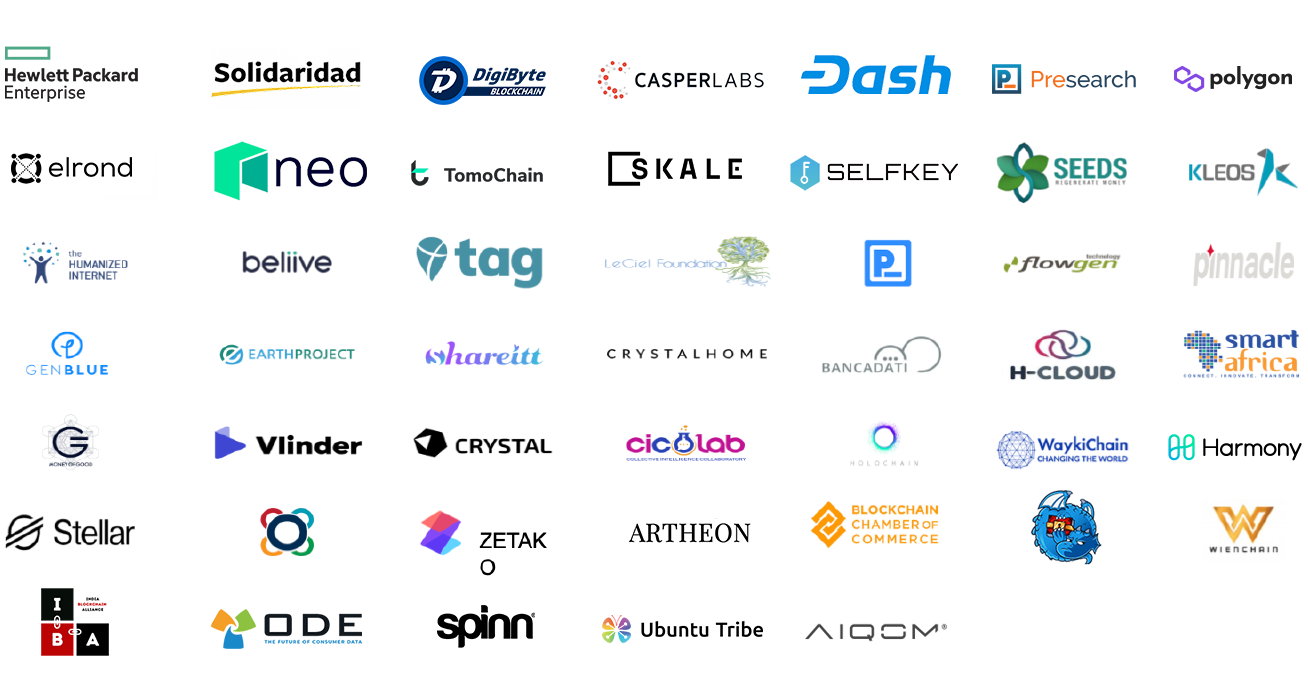 Hewlett Packard
Enterprise
Solidaridad
DigiByte
BLOCKCHAIN
CASPERLABS
Dash
Presearch
polygon
elrond
neo
TomoChain
SKALE
SELFKEY
SEEDS
REGENERATE MONEY
KLEOS
the
HUMANIZED
INTERNET
beliive
tag
LeCiel Foundation
P
flowgen
technology
pinnacle
GENBLUE
EARTHPROJECT
shareitt
CRYSTALHOME
BANCADATI
H-CLOUD
smart
africa
CONNECT. INNOVATE. TRANSFORM
G
MONEYOFGOOD
Vlinder
CRYSTAL
cicolab
COLLECTIVE INTELLIGENCE COLLABORATORY
HOLOCHAIN
WaykiChain
CHANGING THE WORLD
Harmony
Stellar
ZETAK
O
ARTHEON
BLOCKCHAIN
CHAMBER OF
COMMERCE
W
WIENCHAIN
I
INDIA
BLOCKCHAIN
ALLIANCE
B A
ODE
THE FUTURE OF CONSUMER DATA
spinn®
Ubuntu Tribe
AIQOM®